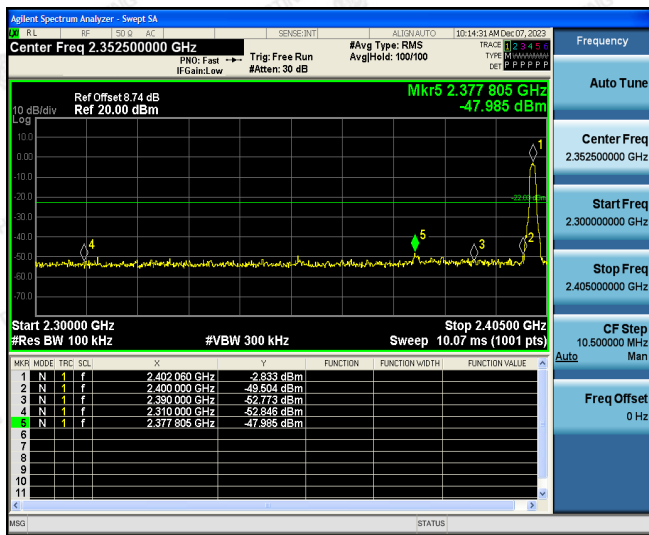 Agilent Spectrum Analyzer - Swept SA
LXI RL RF 50 Ω AC SENSE:INT ALIGN AUTO 10:14:31 AM Dec 07, 2023
Center Freq 2.352500000 GHz
PNO: Fast
IFGain:Low
Trig: Free Run
#Atten: 30 dB
#Avg Type: RMS
Avg|Hold: 100/100
TRACE 1 2 3 4 5 6
TYPE M
DET P P P P P P
Frequency
Auto Tune
Center Freq
2.352500000 GHz
Start Freq
2.300000000 GHz
Stop Freq
2.405000000 GHz
CF Step
10.500000 MHz
Auto Man
Freq Offset
0 Hz
Mkr5 2.377 805 GHz
-47.985 dBm
Ref Offset 8.74 dB
10 dB/div Ref 20.00 dBm
Log
10.0
0.00
-10.0
-20.0
-30.0
-40.0
-50.0
-60.0
-70.0
-22.83 dBm
1
2
3
4
5
Start 2.30000 GHz Stop 2.40500 GHz
#Res BW 100 kHz #VBW 300 kHz Sweep 10.07 ms (1001 pts)
MKR MODE TRC SCL X Y FUNCTION FUNCTION WIDTH FUNCTION VALUE
1 N 1 f 2.402 060 GHz -2.833 dBm
2 N 1 f 2.400 000 GHz -49.504 dBm
3 N 1 f 2.390 000 GHz -52.773 dBm
4 N 1 f 2.310 000 GHz -52.846 dBm
5 N 1 f 2.377 805 GHz -47.985 dBm
6
7
8
9
10
11
MSG STATUS